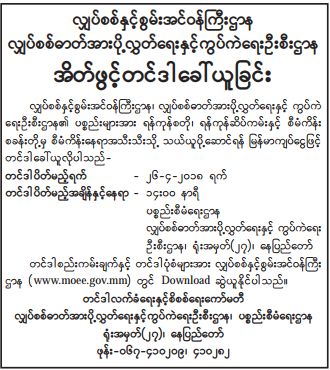 လျှပ်စစ်နှင့်စွမ်းအင်ဝန်ကြီးဌာန
လျှပ်စစ်ဓာတ်အားပို့လွှတ်ရေးနှင့်ကွပ်ကဲရေးဦးစီးဌာန
အိတ်ဖွင့်တင်ဒါခေါ်ယူခြင်း
လျှပ်စစ်နှင့်စွမ်းအင်ဝန်ကြီးဌာန၊ လျှပ်စစ်ဓာတ်အားပို့လွှတ်ရေးနှင့် ကွပ်ကဲ
ရေးဦးစီးဌာန၏ ပစ္စည်းများအား ရန်ကုန်စတို၊ ရန်ကုန်ဆိပ်ကမ်းနှင့် စီမံကိန်း
စခန်းတို့မှ စီမံကိန်းနေရာအသီးသီးသို့ သယ်ယူပို့ဆောင်ရန် မြန်မာကျပ်ငွေဖြင့်
တင်ဒါခေါ်ယူလိုပါသည်-
တင်ဒါပိတ်မည့်ရက် - ၂၆-၄-၂၀၁၈ ရက်
တင်ဒါပိတ်မည့်အချိန်နှင့်နေရာ - ၁၄:၀၀ နာရီ
ပစ္စည်းစီမံရေးဌာန
လျှပ်စစ်ဓာတ်အားပို့လွှတ်ရေးနှင့် ကွပ်ကဲရေး
ဦးစီးဌာန၊ ရုံးအမှတ်(၂၇)၊ နေပြည်တော်
တင်ဒါစည်းကမ်းချက်နှင့် တင်ဒါပုံစံများအား လျှပ်စစ်နှင့်စွမ်းအင်ဝန်ကြီး
ဌာန (www.moee.gov.mm) တွင် Download ဆွဲယူနိုင်ပါသည်။
တင်ဒါလက်ခံရေးနှင့်စိစစ်ရေးကော်မတီ
လျှပ်စစ်ဓာတ်အားပို့လွှတ်ရေးနှင့်ကွပ်ကဲရေးဦးစီးဌာန၊ ပစ္စည်းစီမံရေးဌာန
ရုံးအမှတ်(၂၇)၊ နေပြည်တော်
ဖုန်း-၀၆၇-၄၁၀၂၀၉၊ ၄၁၀၂၈၂